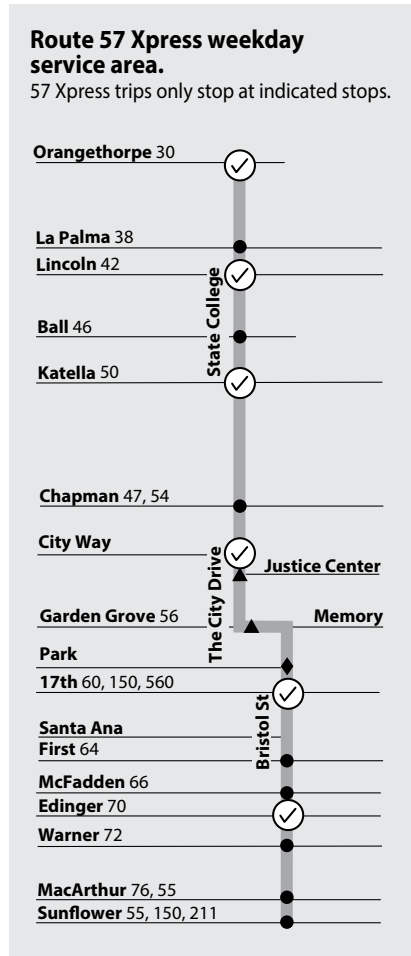 Route 57 Xpress weekday
service area.
57 Xpress trips only stop at indicated stops.
Orangethorpe 30
La Palma 38
Lincoln 42
State College
Ball 46
Katella 50
Chapman 47, 54
City Way
The City Drive
Justice Center
Garden Grove 56
Memory
Park
17th 60, 150, 560
Bristol St
Santa Ana
First 64
McFadden 66
Edinger 70
Warner 72
MacArthur 76, 55
Sunflower 55, 150, 211